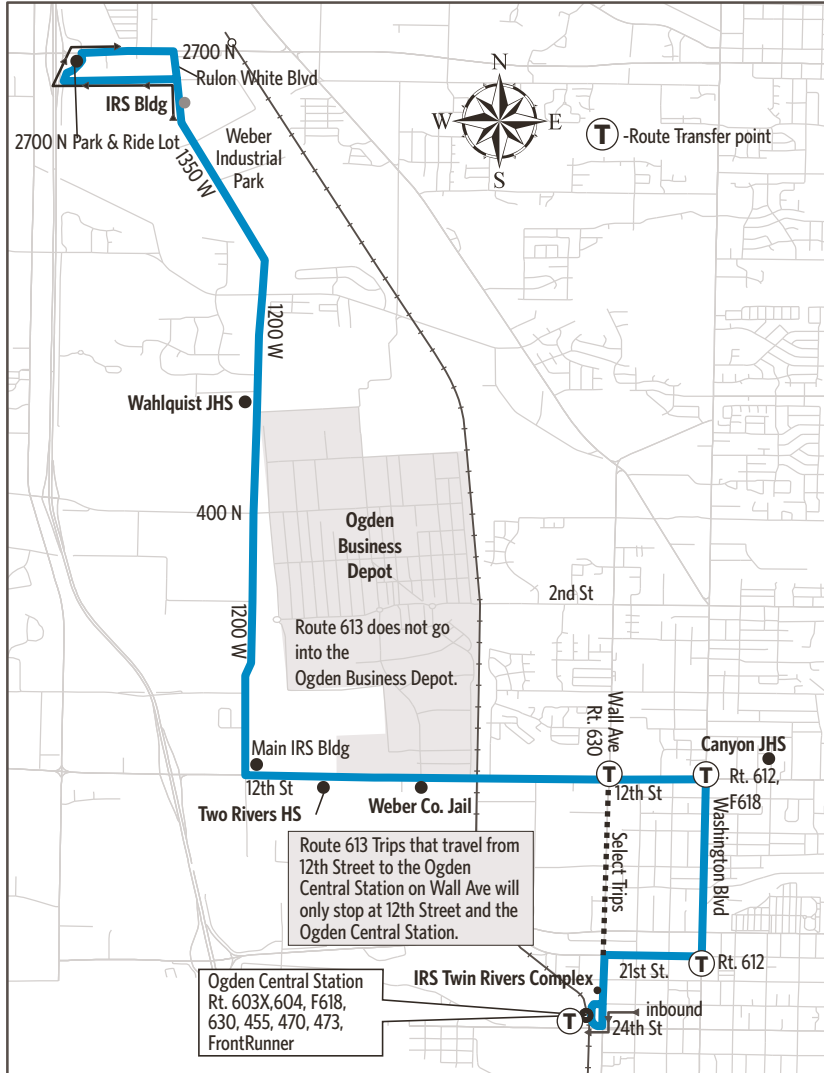 2700 N
Rulon White Blvd
IRS Bldg
2700 N Park & Ride Lot
1350 W
Weber
Industrial
Park
N
W
E
S
T -Route Transfer point
1200 W
Wahlquist JHS
400 N
Ogden
Business
Depot
2nd St
1200 W
Route 613 does not go
into the
Ogden Business Depot.
Wall Ave
Rt. 630
Canyon JHS
Main IRS Bldg
T
T
Rt. 612,
F618
12th St
12th St
Two Rivers HS
Weber Co. Jail
Washington Blvd
Select Trips
Route 613 Trips that travel from
12th Street to the Ogden
Central Station on Wall Ave will
only stop at 12th Street and the
Ogden Central Station.
T
Rt. 612
21st St.
IRS Twin Rivers Complex
Ogden Central Station
Rt. 603X,604, F618,
630, 455, 470, 473,
FrontRunner
T
inbound
24th St